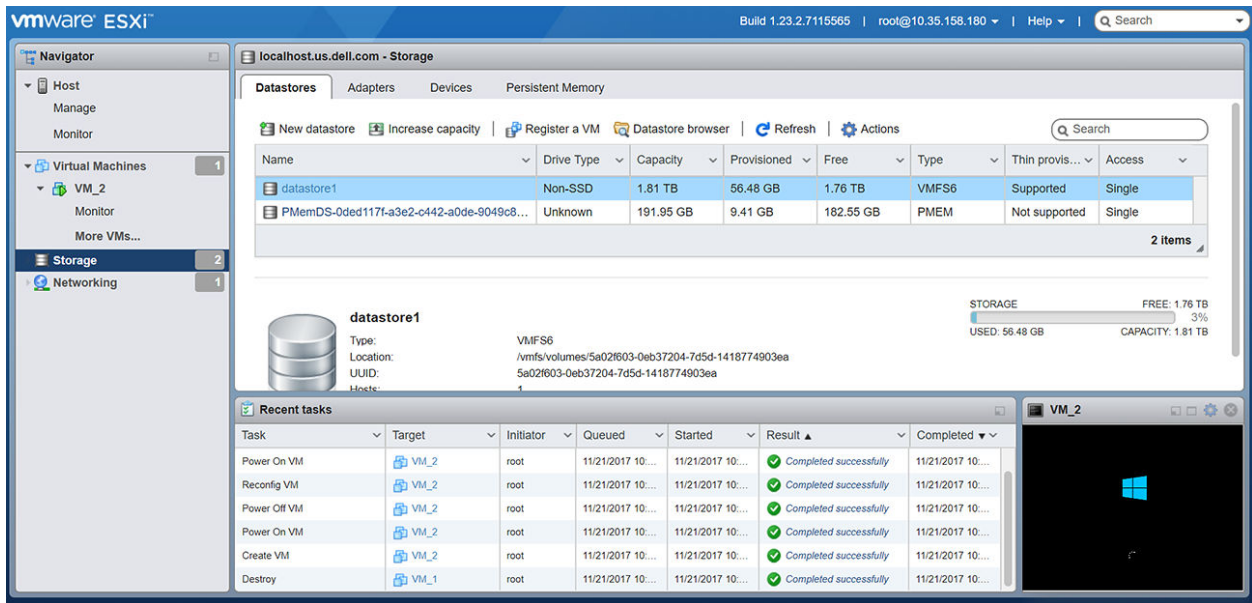 vmware ESXi™
Build 1.23.2.7115565 | root@10.35.158.180 | Help | Search
Navigator
Host
Manage
Monitor
Virtual Machines 1
VM_2
Monitor
More VMs...
Storage 2
Networking 1
localhost.us.dell.com - Storage
Datastores Adapters Devices Persistent Memory
New datastore Increase capacity | Register a VM Datastore browser | Refresh | Actions Search
Name Drive Type Capacity Provisioned Free Type Thin provis... Access
datastore1 Non-SSD 1.81 TB 56.48 GB 1.76 TB VMFS6 Supported Single
PMemDS-0ded117f-a3e2-c442-a0de-9049c8... Unknown 191.95 GB 9.41 GB 182.55 GB PMEM Not supported Single
2 items
datastore1
Type: VMFS6
Location: /vmfs/volumes/5a02f603-0eb37204-7d5d-1418774903ea
UUID: 5a02f603-0eb37204-7d5d-1418774903ea
Hosts: 1
STORAGE FREE: 1.76 TB
3%
USED: 56.48 GB CAPACITY: 1.81 TB
Recent tasks
Task Target Initiator Queued Started Result Completed
Power On VM VM_2 root 11/21/2017 10:... 11/21/2017 10:... Completed successfully 11/21/2017 10:...
Reconfig VM VM_2 root 11/21/2017 10:... 11/21/2017 10:... Completed successfully 11/21/2017 10:...
Power Off VM VM_2 root 11/21/2017 10:... 11/21/2017 10:... Completed successfully 11/21/2017 10:...
Power On VM VM_2 root 11/21/2017 10:... 11/21/2017 10:... Completed successfully 11/21/2017 10:...
Create VM VM_2 root 11/21/2017 10:... 11/21/2017 10:... Completed successfully 11/21/2017 10:...
Destroy VM_1 root 11/21/2017 10:... 11/21/2017 10:... Completed successfully 11/21/2017 10:...
VM_2